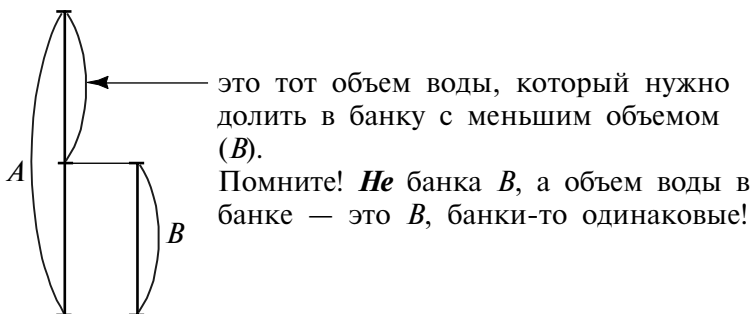 это тот объем воды, который нужно
долить в банку с меньшим объемом
(B).
Помните! Не банка B, а объем воды в
банке — это B, банки-то одинаковые!
A
B